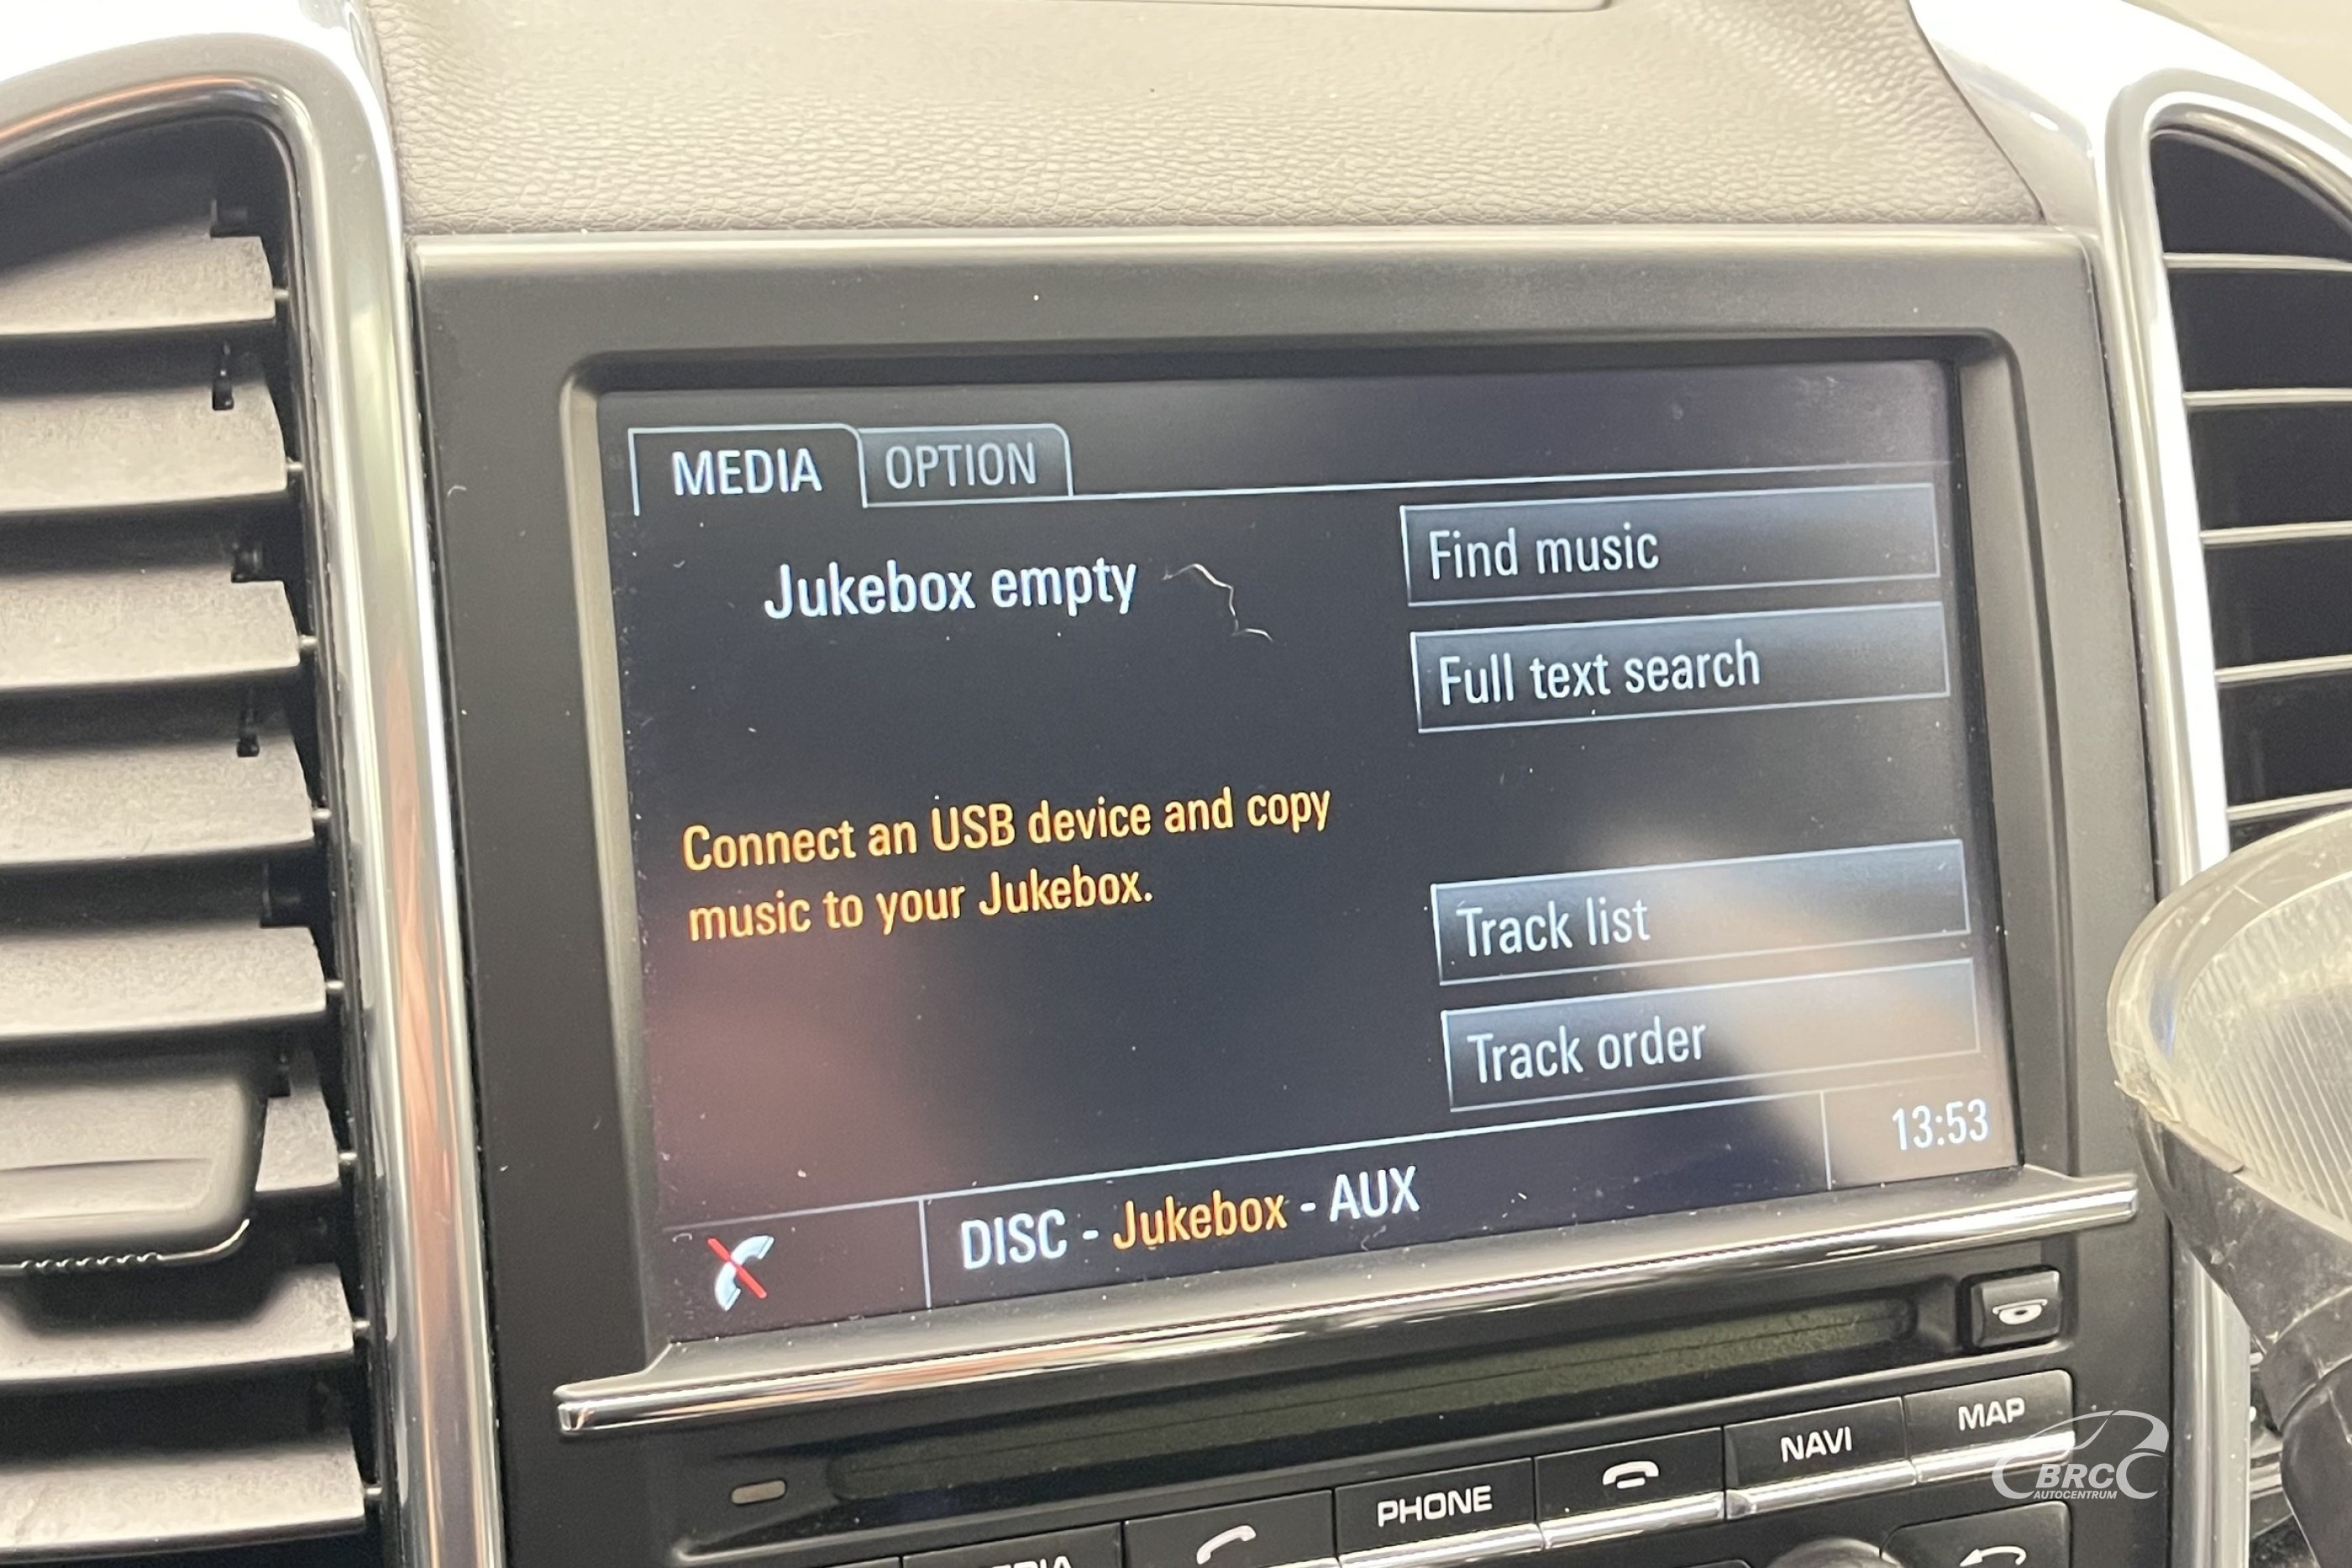 MEDIA OPTION
Jukebox empty
Find music
Full text search
Connect an USB device and copy
music to your Jukebox.
Track list
Track order
DISC - Jukebox - AUX
13:53
MAP
NAVI
PHONE
BRC
AUTOCENTRUM